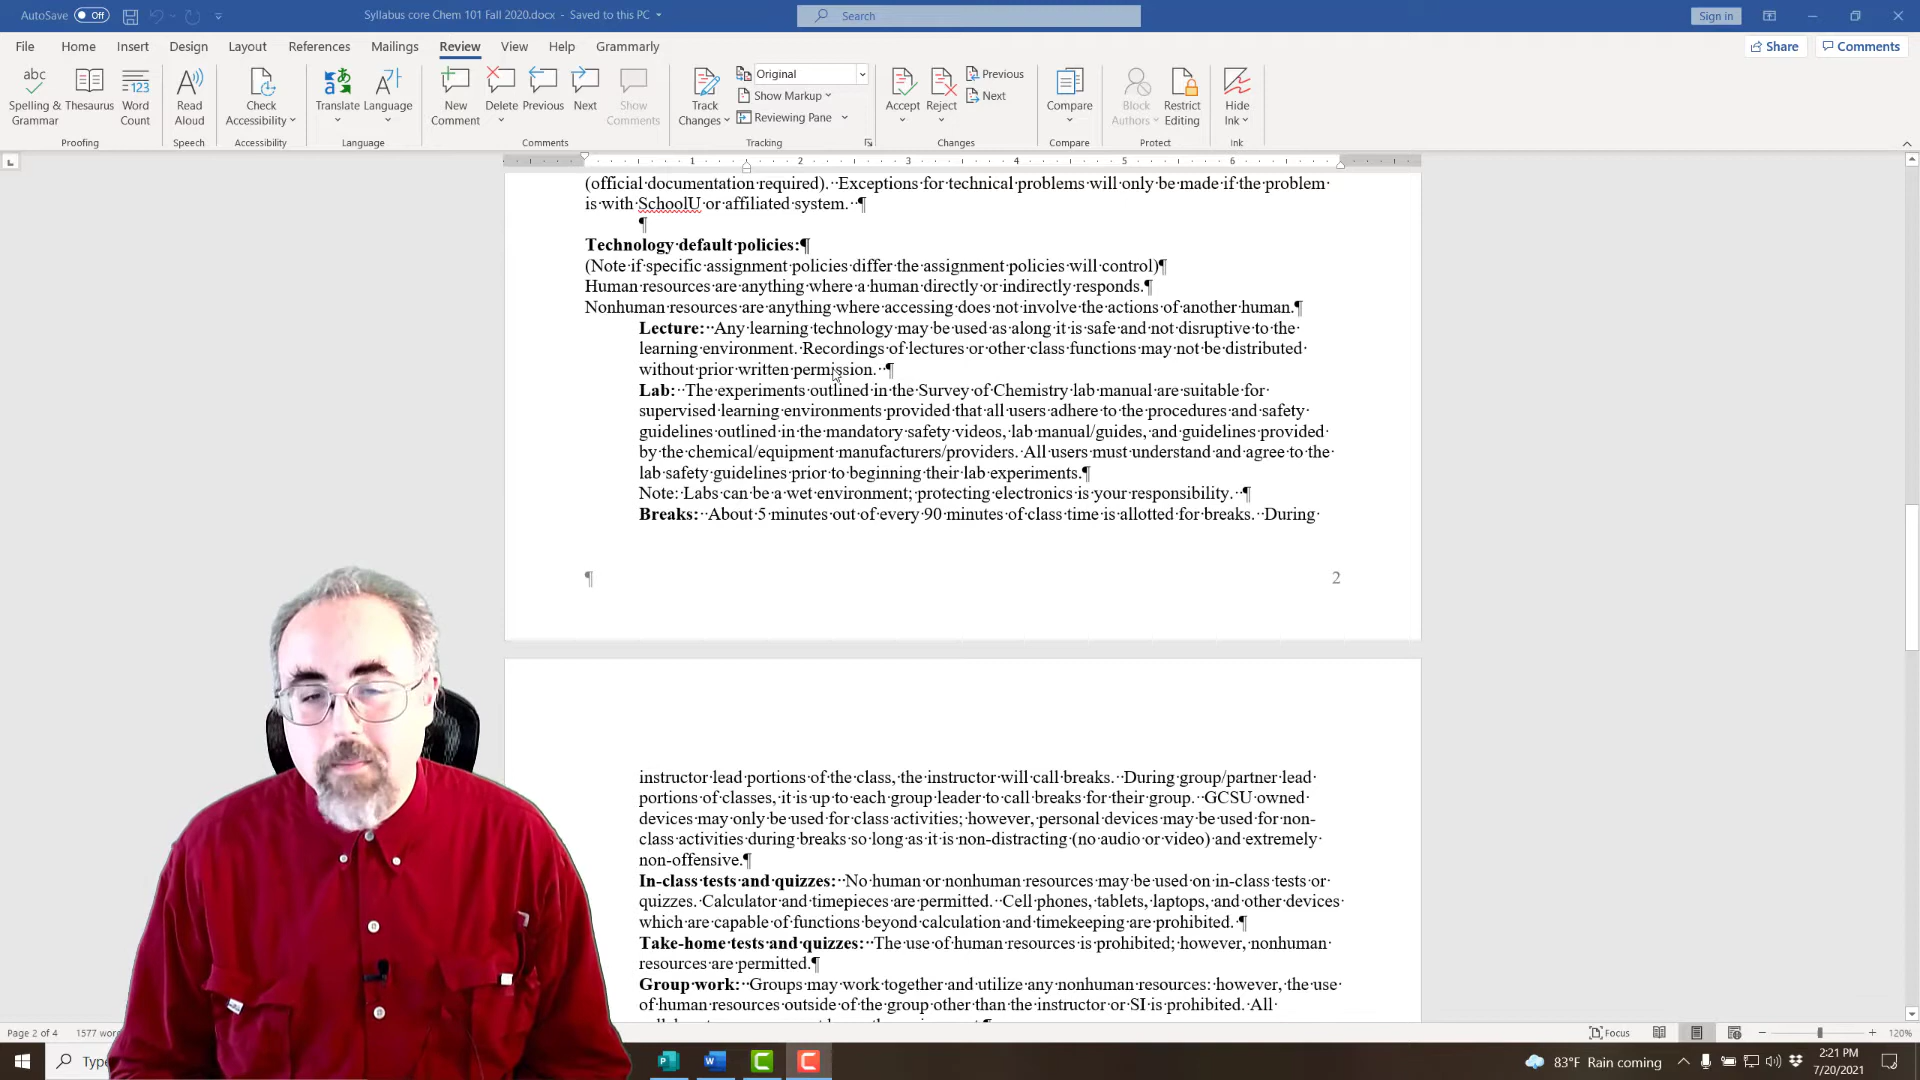 AutoSave Off
Syllabus core Chem 101 Fall 2020.docx - Saved to this PC
Search
Sign in
File Home Insert Design Layout References Mailings Review View Help Grammarly
Share Comments
abc
123
Spelling & Grammar
Thesaurus
Word Count
Read Aloud
Check Accessibility
Translate
Language
New Comment
Delete
Previous
Next
Show Comments
Track Changes
Original
Show Markup
Reviewing Pane
Accept
Reject
Previous
Next
Compare
Block Authors
Restrict Editing
Hide Ink
Proofing Speech Accessibility Language Comments Tracking Changes Compare Protect Ink
1 2 3 4 5 6
(official documentation required). Exceptions for technical problems will only be made if the problem
is with SchoolU or affiliated system. ¶
¶
Technology default policies:¶
(Note if specific assignment policies differ the assignment policies will control)¶
Human resources are anything where a human directly or indirectly responds.¶
Nonhuman resources are anything where accessing does not involve the actions of another human.¶
Lecture: Any learning technology may be used as along it is safe and not disruptive to the
learning environment. Recordings of lectures or other class functions may not be distributed
without prior written permission. ¶
Lab: The experiments outlined in the Survey of Chemistry lab manual are suitable for
supervised learning environments provided that all users adhere to the procedures and safety
guidelines outlined in the mandatory safety videos, lab manual/guides, and guidelines provided
by the chemical/equipment manufacturers/providers. All users must understand and agree to the
lab safety guidelines prior to beginning their lab experiments.¶
Note: Labs can be a wet environment; protecting electronics is your responsibility. ¶
Breaks: About 5 minutes out of every 90 minutes of class time is allotted for breaks. During
¶ 2
instructor lead portions of the class, the instructor will call breaks. During group/partner lead
portions of classes, it is up to each group leader to call breaks for their group. GCSU owned
devices may only be used for class activities; however, personal devices may be used for non-
class activities during breaks so long as it is non-distracting (no audio or video) and extremely
non-offensive.¶
In-class tests and quizzes: No human or nonhuman resources may be used on in-class tests or
quizzes. Calculator and timepieces are permitted. Cell phones, tablets, laptops, and other devices
which are capable of functions beyond calculation and timekeeping are prohibited. ¶
Take-home tests and quizzes: The use of human resources is prohibited; however, nonhuman
resources are permitted.¶
Group work: Groups may work together and utilize any nonhuman resources: however, the use
of human resources outside of the group other than the instructor or SI is prohibited. All
Page 2 of 4 1577
Focus
120%
Type
83°F Rain coming
2:21 PM
7/20/2021